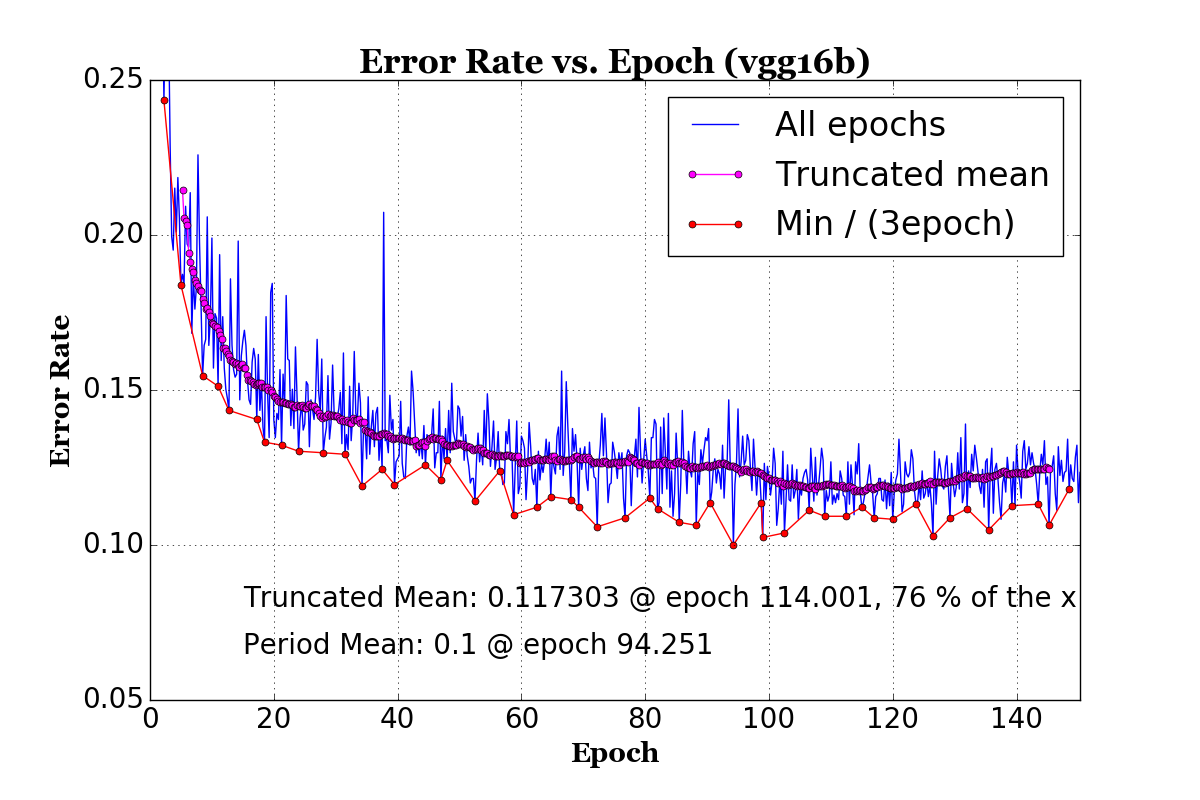 Error Rate vs. Epoch (vgg16b)
0.25
0.20
0.15
0.10
0.05
Error Rate
All epochs
Truncated mean
Min / (3epoch)
Truncated Mean: 0.117303 @ epoch 114.001, 76 % of the x
Period Mean: 0.1 @ epoch 94.251
0 20 40 60 80 100 120 140
Epoch